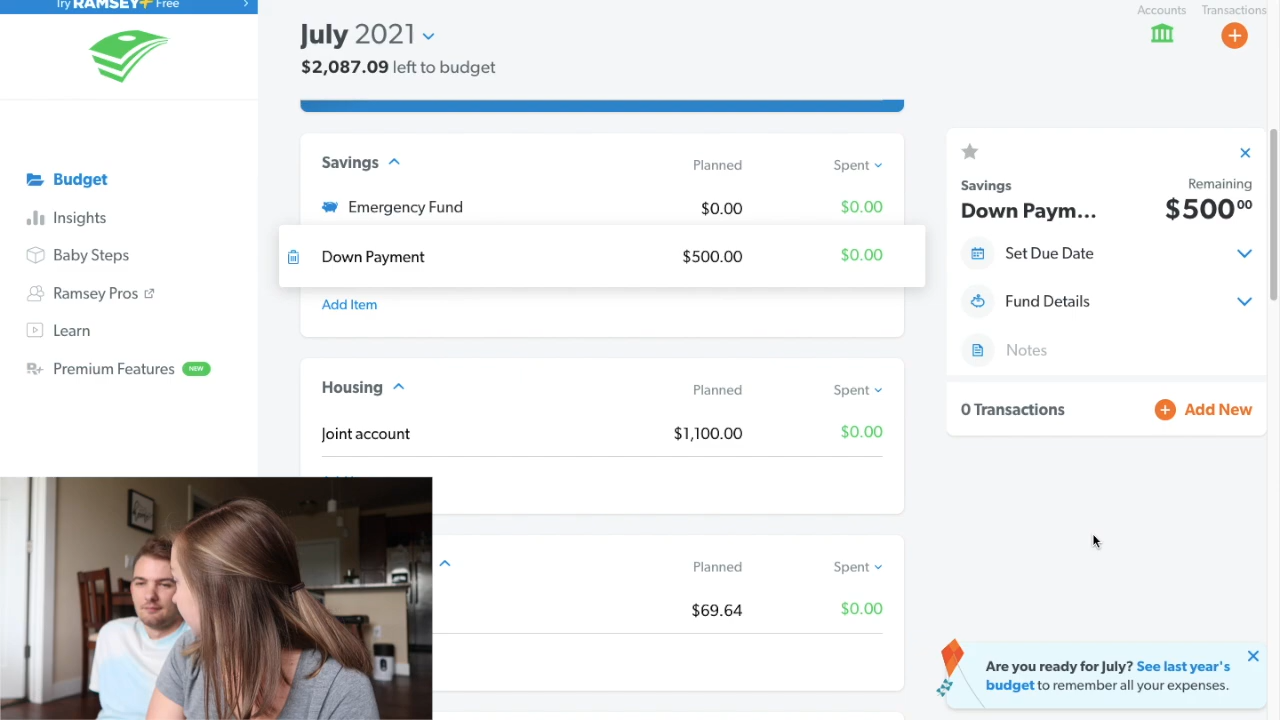 Try RAMSEY+ Free
Accounts
Transactions
July 2021
$2,087.09 left to budget
Budget
Insights
Baby Steps
Ramsey Pros
Learn
R+ Premium Features NEW
Savings Planned Spent
Emergency Fund $0.00 $0.00
Down Payment $500.00 $0.00
Add Item
Housing Planned Spent
Joint account $1,100.00 $0.00
Planned Spent
$69.64 $0.00
Savings Remaining
Down Paym... $500 00
Set Due Date
Fund Details
Notes
0 Transactions Add New
Are you ready for July? See last year's
budget to remember all your expenses.